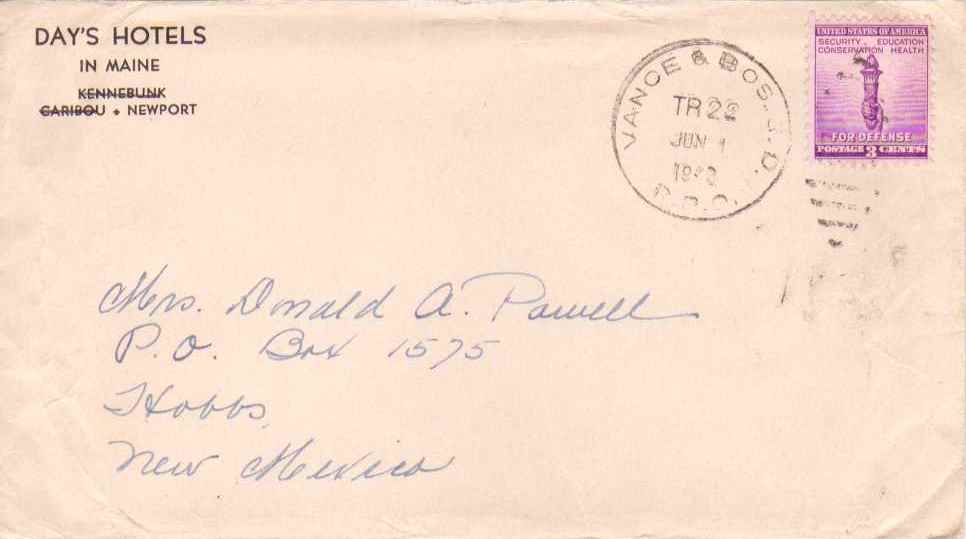 DAY'S HOTELS
IN MAINE
KENNEBUNK
CARIBOU • NEWPORT
VANCE & BOS. J. D.
TR 22
JUN 1
R.P.O.
UNITED STATES OF AMERICA
SECURITY EDUCATION
CONSERVATION HEALTH
FOR DEFENSE
POSTAGE 3 CENTS
Mrs. Donald A. Powell
P.O. Box 1575
Hobbs,
New Mexico